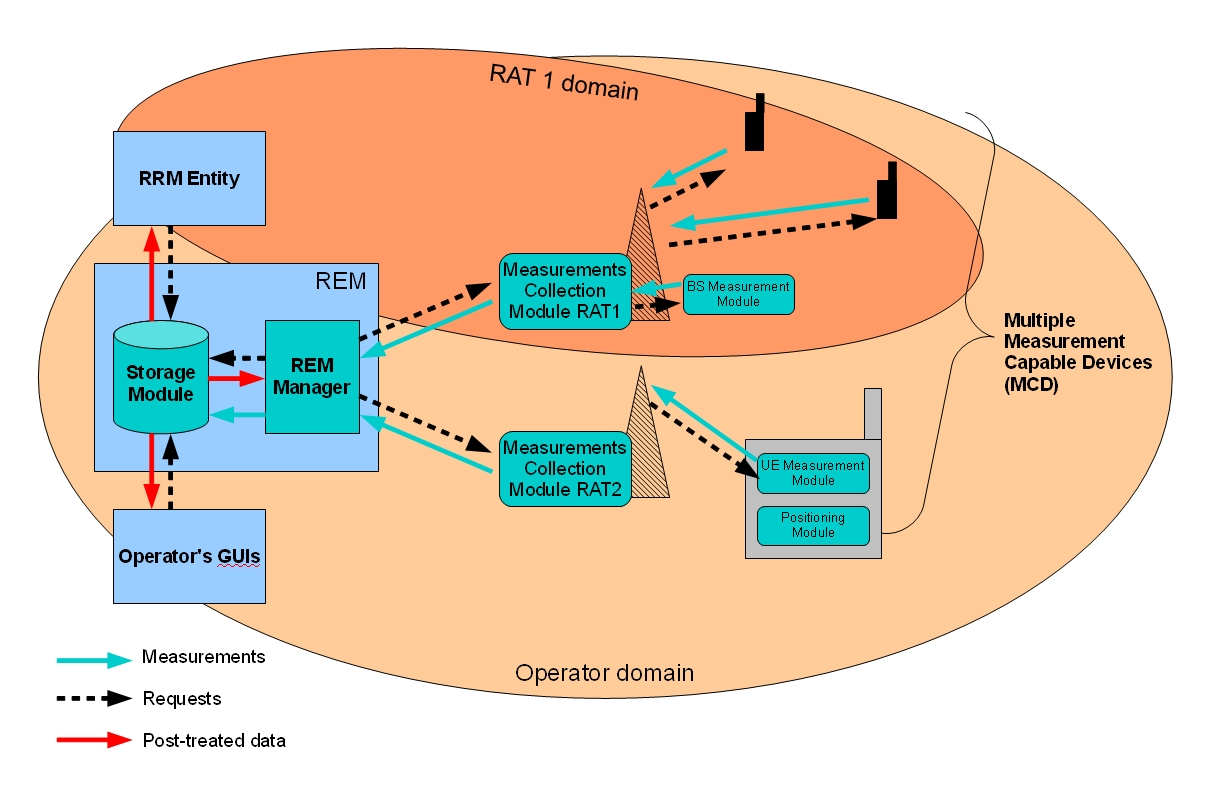 RAT 1 domain
RRM Entity
REM
Storage
Module
REM
Manager
Measurements
Collection
Module RAT1
BS Measurement
Module
Multiple
Measurement
Capable Devices
(MCD)
Measurements
Collection
Module RAT2
UE Measurement
Module
Positioning
Module
Operator's GUIs
Operator domain
Measurements
Requests
Post-treated data